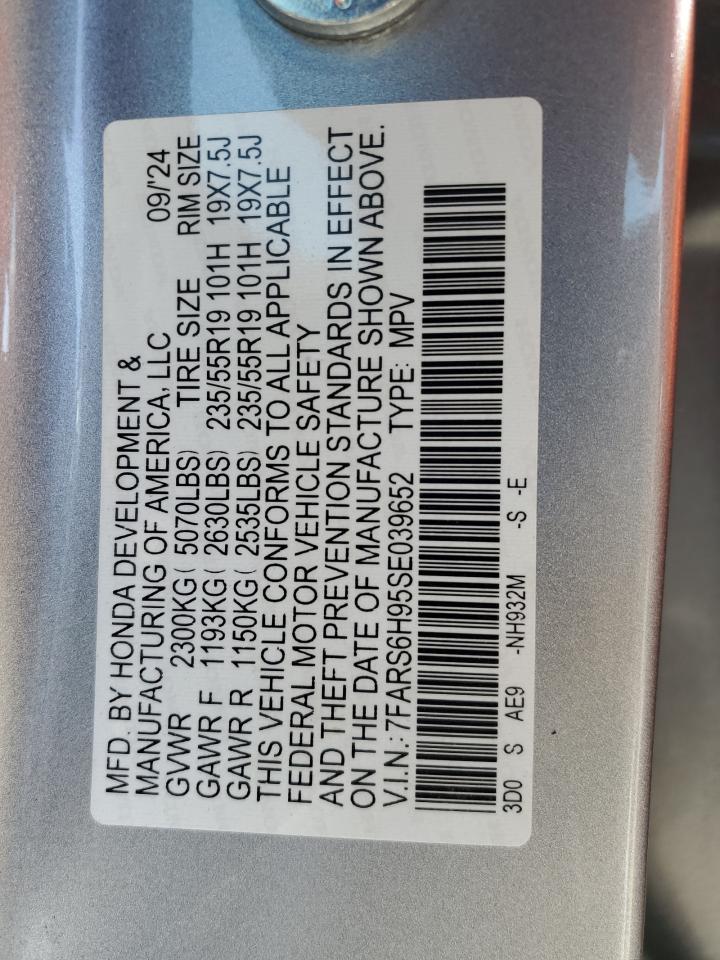 MFD. BY HONDA DEVELOPMENT &
MANUFACTURING OF AMERICA, LLC 09/'24
GVWR 2300KG( 5070LBS) TIRE SIZE RIM SIZE
GAWR F 1193KG( 2630LBS) 235/55R19 101H 19X7.5J
GAWR R 1150KG( 2535LBS) 235/55R19 101H 19X7.5J
THIS VEHICLE CONFORMS TO ALL APPLICABLE
FEDERAL MOTOR VEHICLE SAFETY
AND THEFT PREVENTION STANDARDS IN EFFECT
ON THE DATE OF MANUFACTURE SHOWN ABOVE.
V.I.N.: 7FARS6H95SE039652 TYPE: MPV
3D0 S AE9 -NH932M -S -E